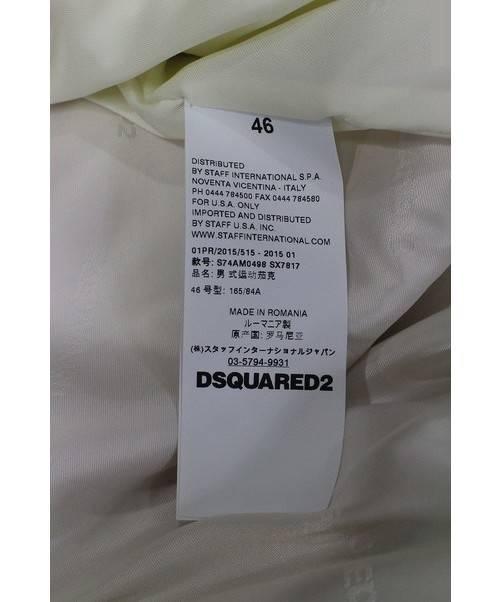 46
DISTRIBUTED
BY STAFF INTERNATIONAL S.P.A.
NOVENTA VICENTINA - ITALY
PH 0444 784500 FAX 0444 784580
FOR U.S.A. ONLY
IMPORTED AND DISTRIBUTED
BY STAFF U.S.A. INC.
WWW.STAFFINTERNATIONAL.COM
01PR/2015/515 - 2015 01
款号: S74AM0498 SX7817
品名: 男式运动茄克
46 号型: 165/84A
MADE IN ROMANIA
ルーマニア製
原产国: 罗马尼亚
(株)スタッフインターナショナルジャパン
03-5794-9931
DSQUARED2